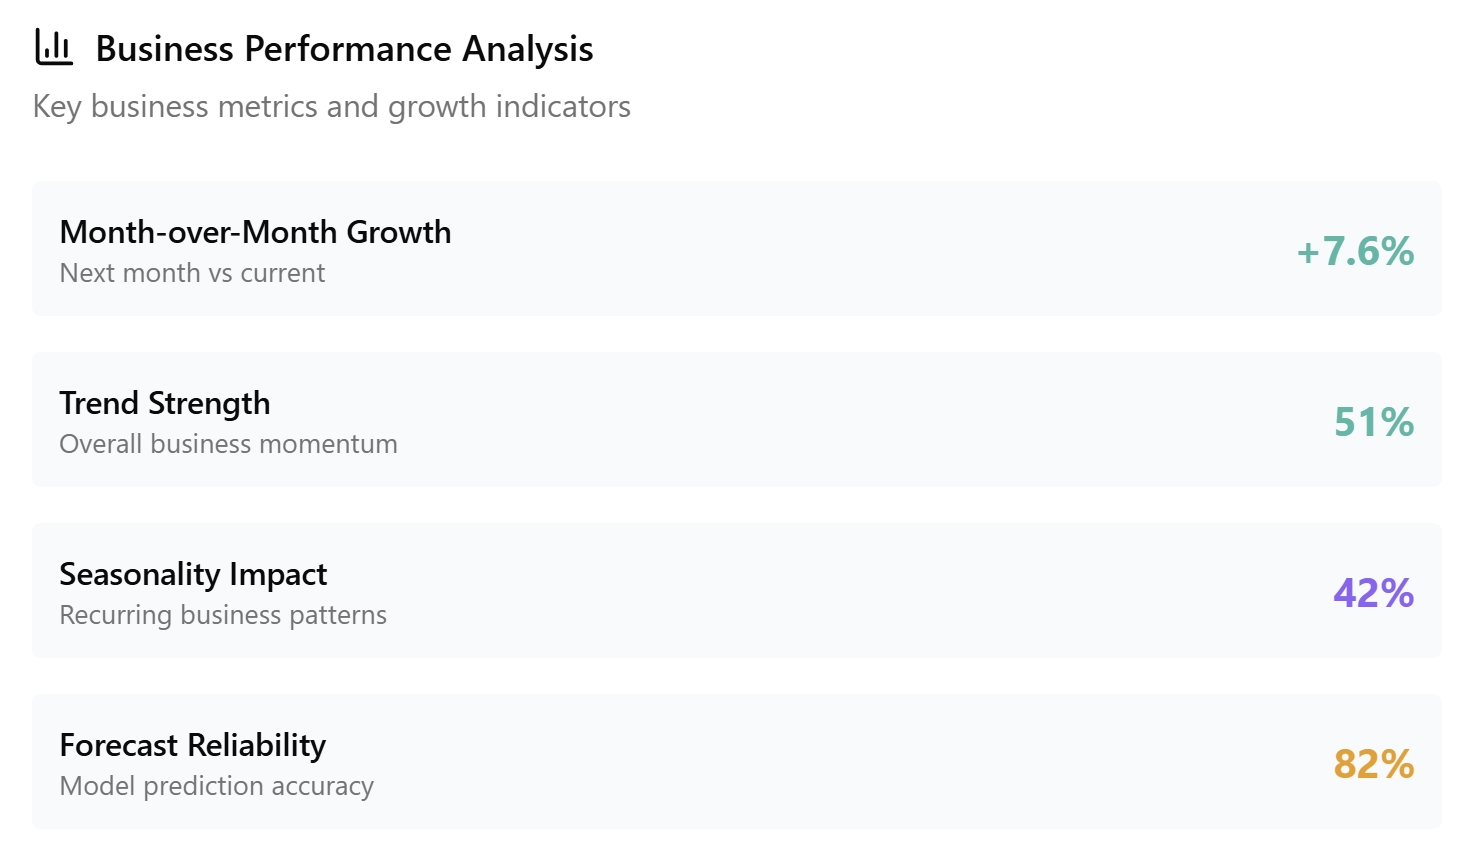 Business Performance Analysis
Key business metrics and growth indicators
Month-over-Month Growth
Next month vs current
+7.6%
Trend Strength
Overall business momentum
51%
Seasonality Impact
Recurring business patterns
42%
Forecast Reliability
Model prediction accuracy
82%